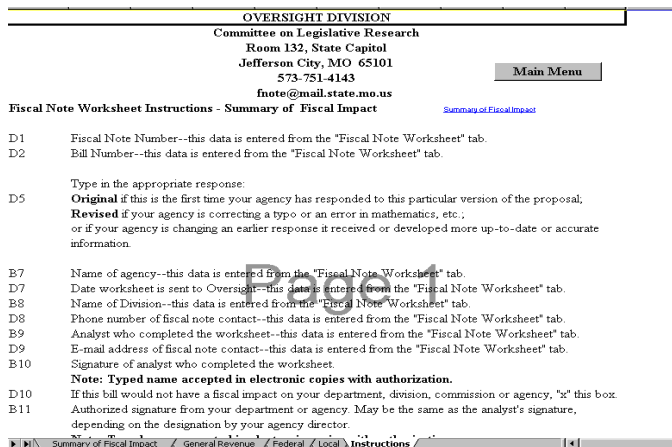 OVERSIGHT DIVISION
Committee on Legislative Research
Room 132, State Capitol
Jefferson City, MO 65101
573-751-4143
Main Menu
fnote@mail.state.mo.us
Fiscal Note Worksheet Instructions - Summary of Fiscal Impact Summary of Fiscal Impact
D1 Fiscal Note Number--this data is entered from the "Fiscal Note Worksheet" tab.
D2 Bill Number--this data is entered from the "Fiscal Note Worksheet" tab.
Type in the appropriate response:
D5 Original if this is the first time your agency has responded to this particular version of the proposal;
Revised if your agency is correcting a typo or an error in mathematics, etc.;
or if your agency is changing an earlier response it received or developed more up-to-date or accurate
information.
B7 Name of agency--this data is entered from the "Fiscal Note Worksheet" tab.
D7 Date worksheet is sent to Oversight--this data is entered from the "Fiscal Note Worksheet" tab.
Page 1
B8 Name of Division--this data is entered from the "Fiscal Note Worksheet" tab.
D8 Phone number of fiscal note contact--this data is entered from the "Fiscal Note Worksheet" tab.
B9 Analyst who completed the worksheet--this data is entered from the "Fiscal Note Worksheet" tab.
D9 E-mail address of fiscal note contact--this data is entered from the "Fiscal Note Worksheet" tab.
B10 Signature of analyst who completed the worksheet.
Note: Typed name accepted in electronic copies with authorization.
D10 If this bill would not have a fiscal impact on your department, division, commission or agency, "x" this box.
B11 Authorized signature from your department or agency. May be the same as the analyst's signature,
depending on the designation by your agency director.
Summary of Fiscal Impact / General Revenue / Federal / Local \ Instructions /